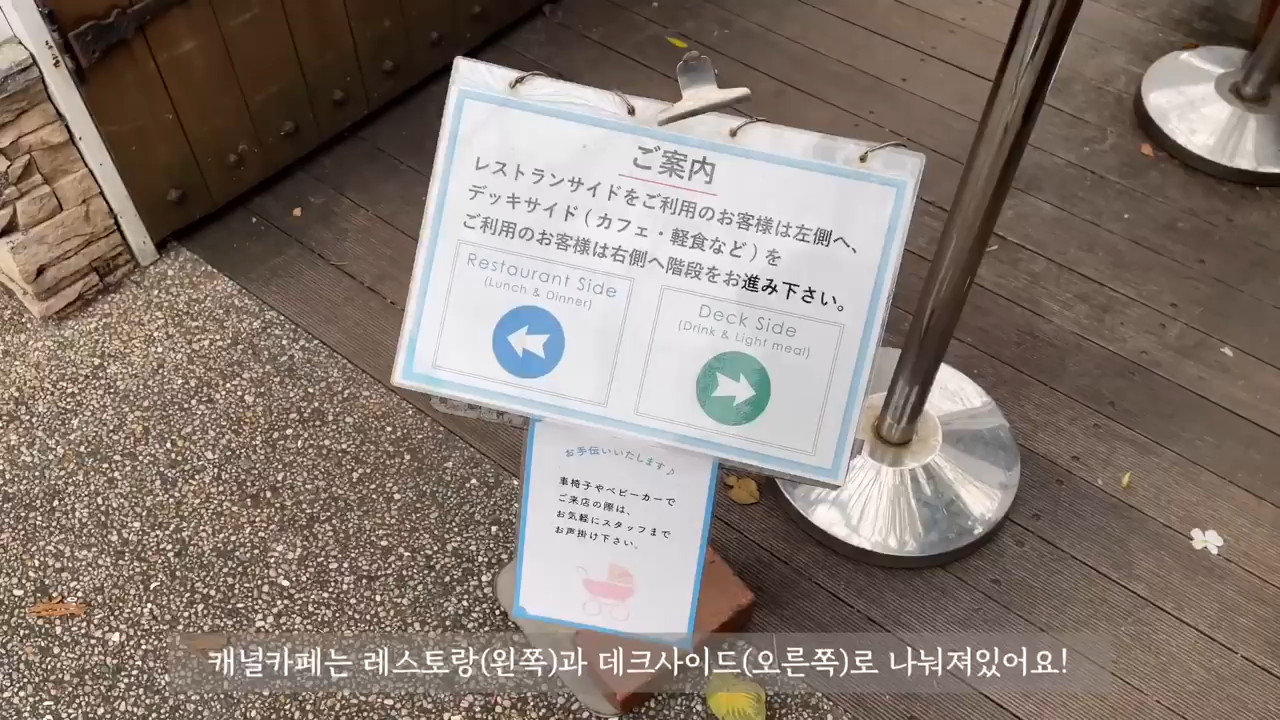 ご案内
レストランサイドをご利用のお客様は左側へ、
デッキサイド(カフェ・軽食など)を
ご利用のお客様は右側へ階段をお進み下さい。
Restaurant Side
(Lunch & Dinner)
Deck Side
(Drink & Light meal)
お手伝いいたします♪
車椅子やベビーカーで
ご来店の際は、
お気軽にスタッフまで
お声掛け下さい。
캐널카페는 레스토랑(왼쪽)과 데크사이드(오른쪽)로 나눠져있어요!